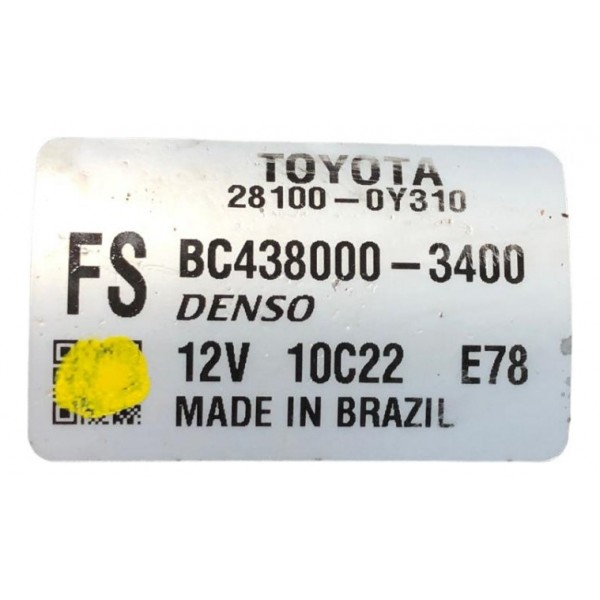 TOYOTA
28100-0Y310
FS BC438000-3400
DENSO
12V 10C22 E78
MADE IN BRAZIL